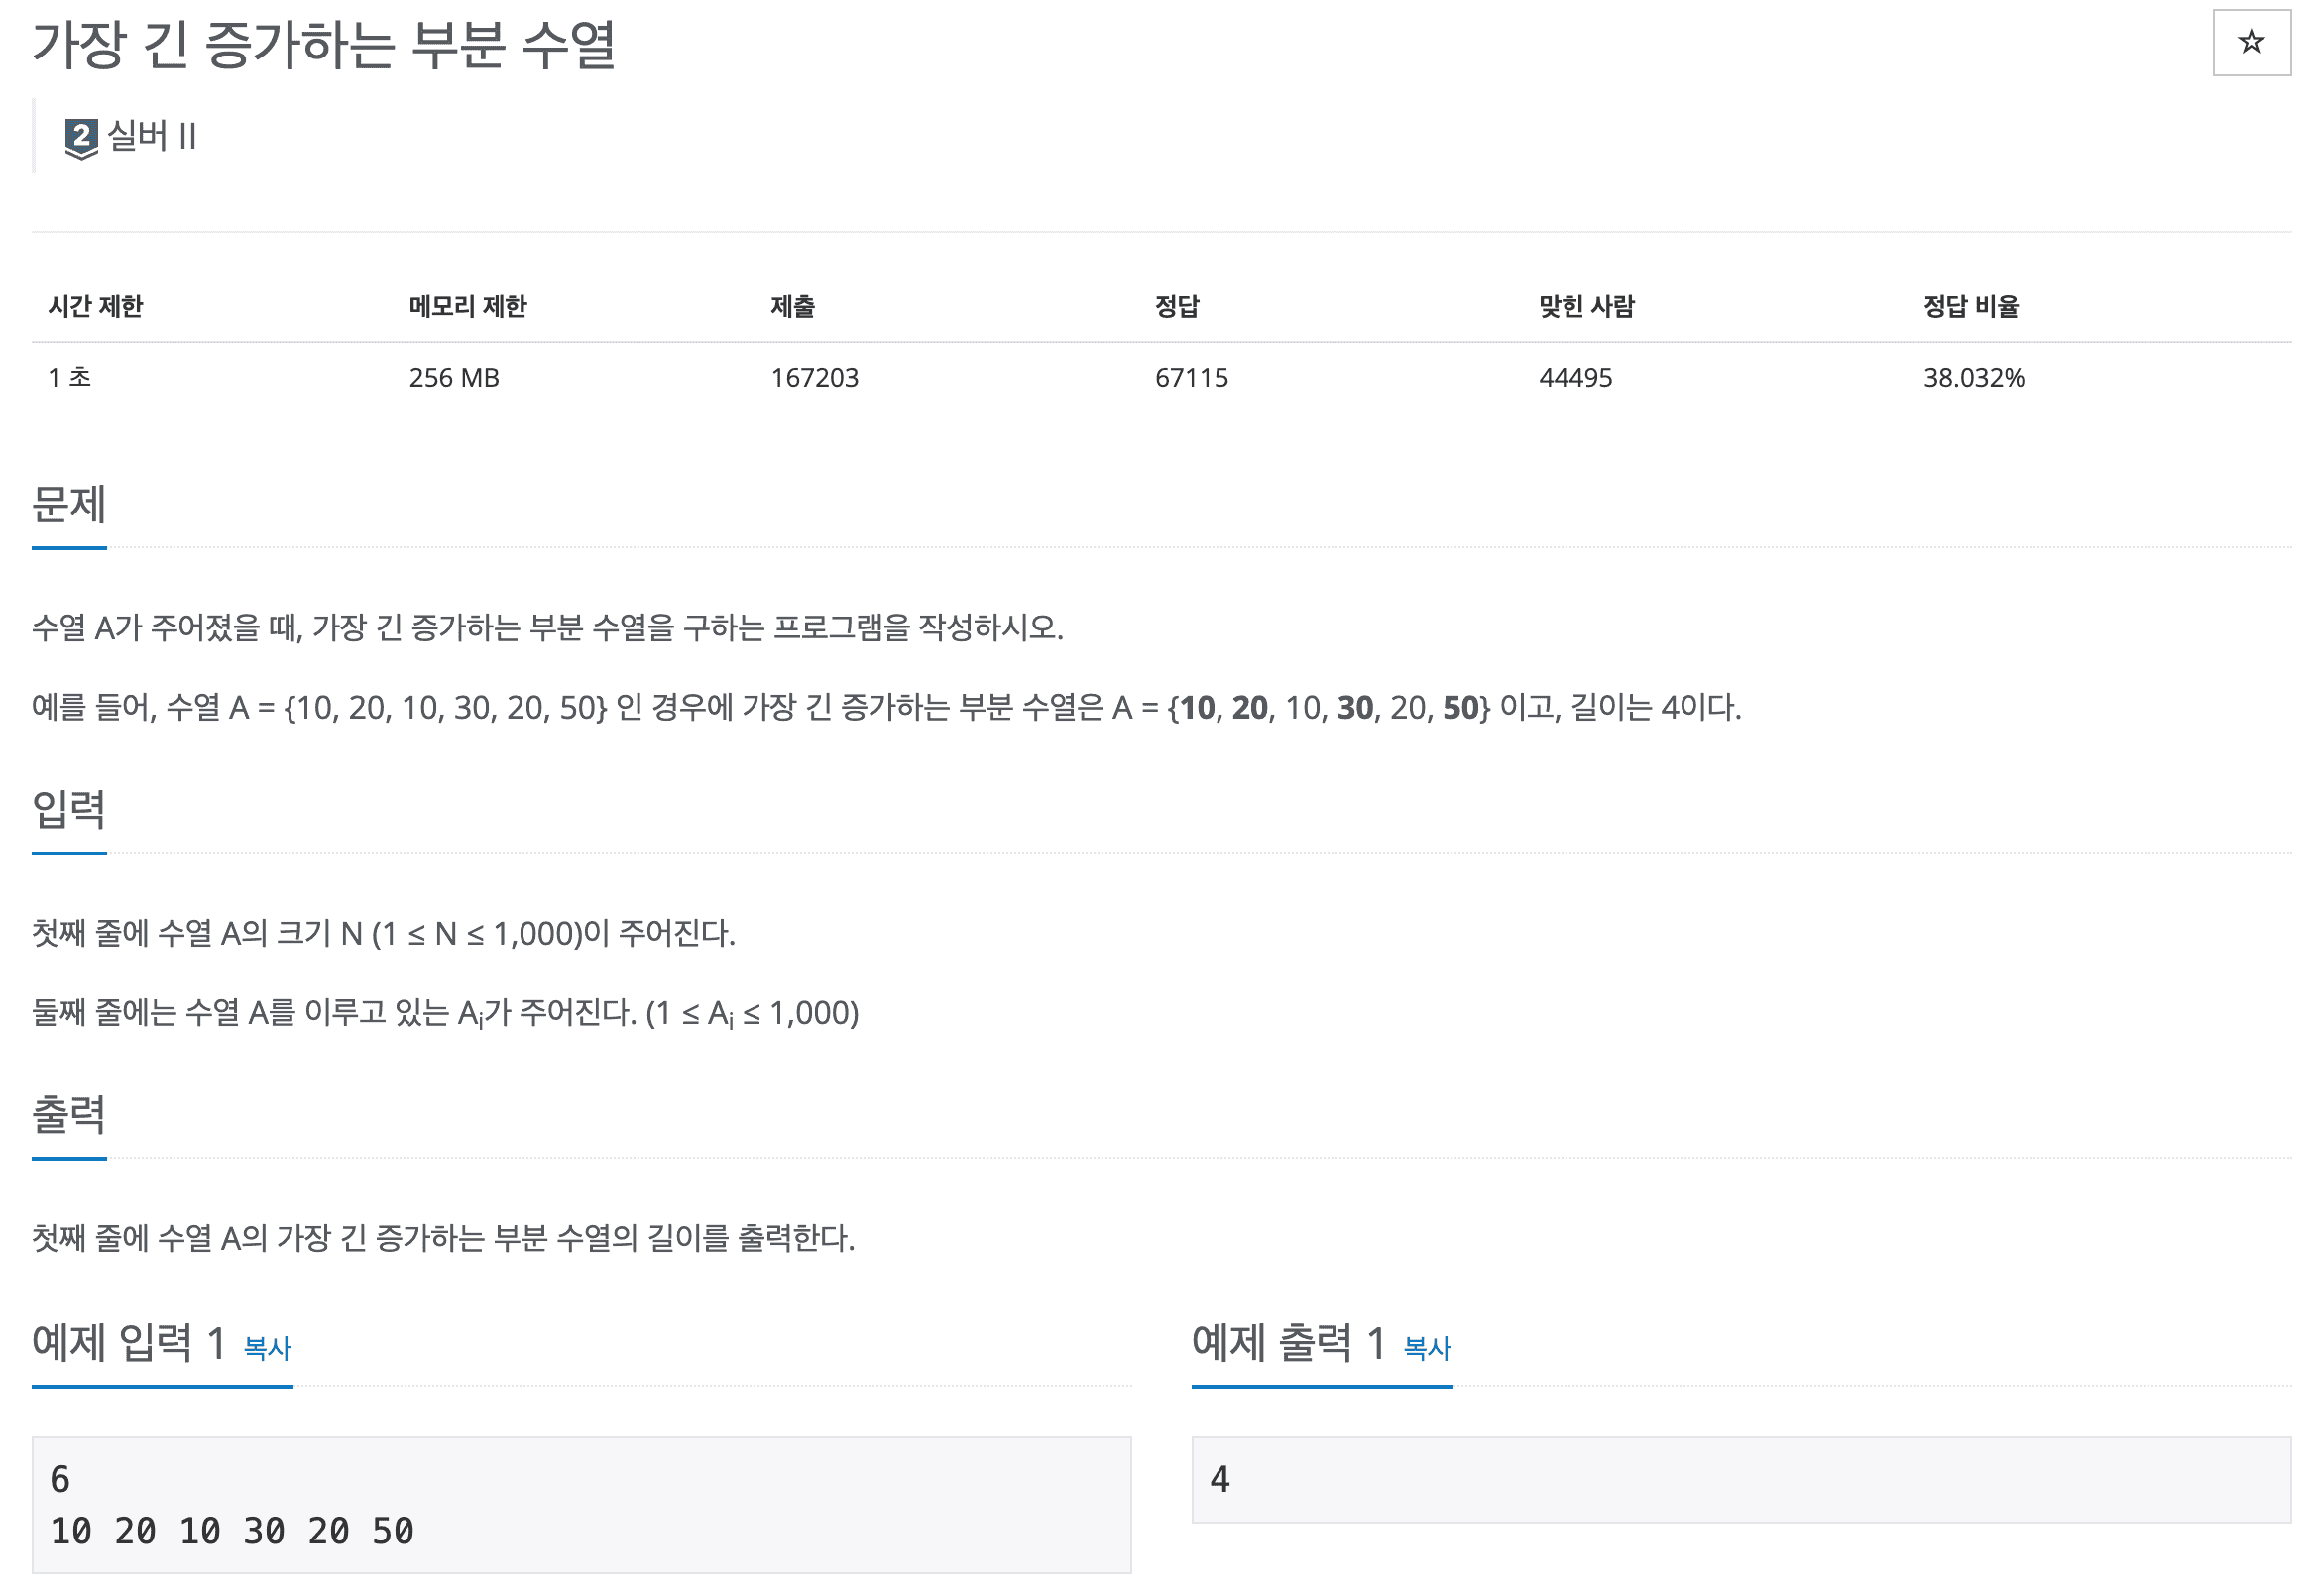 가장 긴 증가하는 부분 수열
2 실버 II
시간 제한 메모리 제한 제출 정답 맞힌 사람 정답 비율
1 초 256 MB 167203 67115 44495 38.032%
문제
수열 A가 주어졌을 때, 가장 긴 증가하는 부분 수열을 구하는 프로그램을 작성하시오.
예를 들어, 수열 A = {10, 20, 10, 30, 20, 50} 인 경우에 가장 긴 증가하는 부분 수열은 A = {10, 20, 10, 30, 20, 50} 이고, 길이는 4이다.
입력
첫째 줄에 수열 A의 크기 N (1 ≤ N ≤ 1,000)이 주어진다.
둘째 줄에는 수열 A를 이루고 있는 Aᵢ가 주어진다. (1 ≤ Aᵢ ≤ 1,000)
출력
첫째 줄에 수열 A의 가장 긴 증가하는 부분 수열의 길이를 출력한다.
예제 입력 1 복사
6
10 20 10 30 20 50
예제 출력 1 복사
4